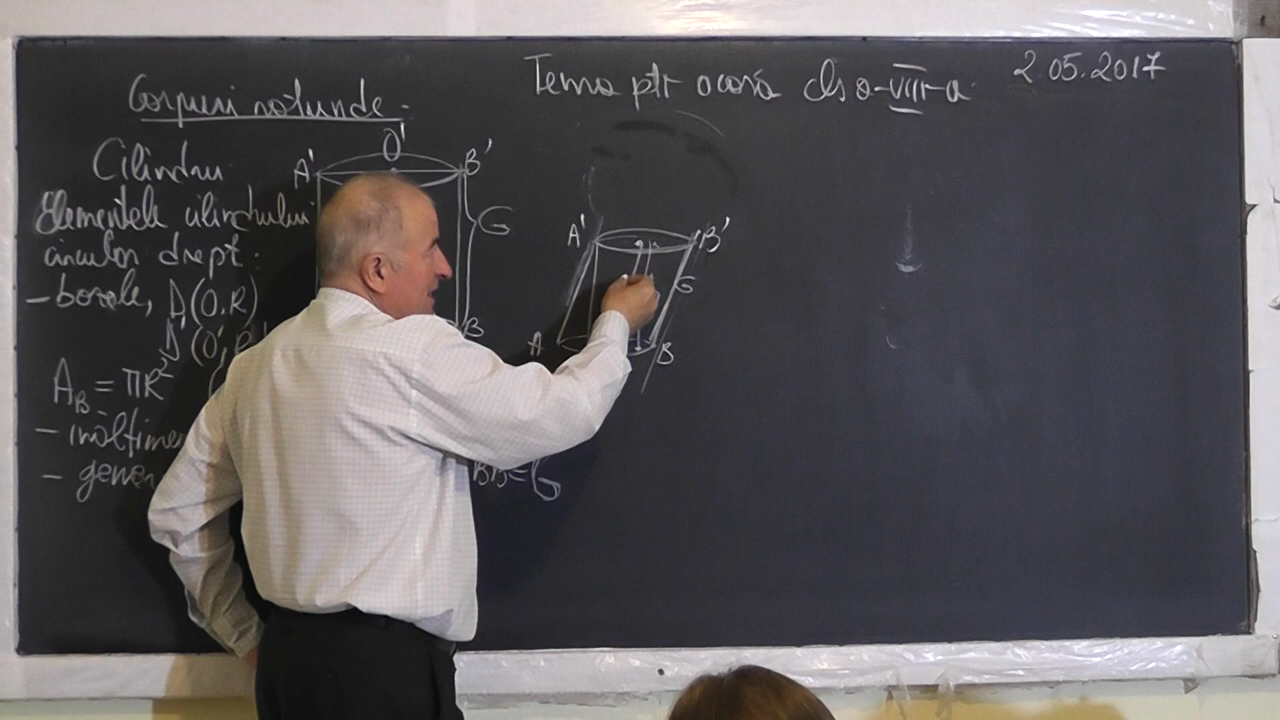 Tema ptr acasă cls a-VIII-a
2.05.2017
Corpuri rotunde
Cilindru
Elementele cilindrului
circular drept:
- bazele, D(O,R)
D'(O',R
A_B = πR²
- înălțimea
- gener
O'
A' B'
G
B
BB'=G
A' B'
G
A B